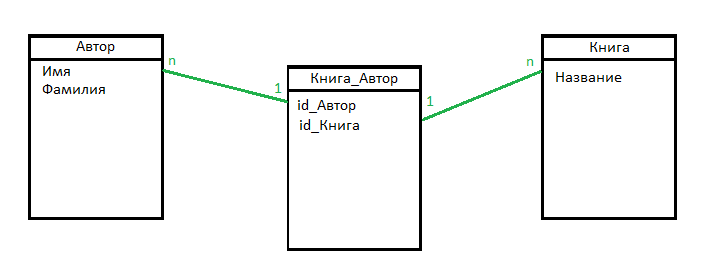 Автор
Имя
Фамилия
n
1
Книга_Автор
id_Автор
id_Книга
1
n
Книга
Название